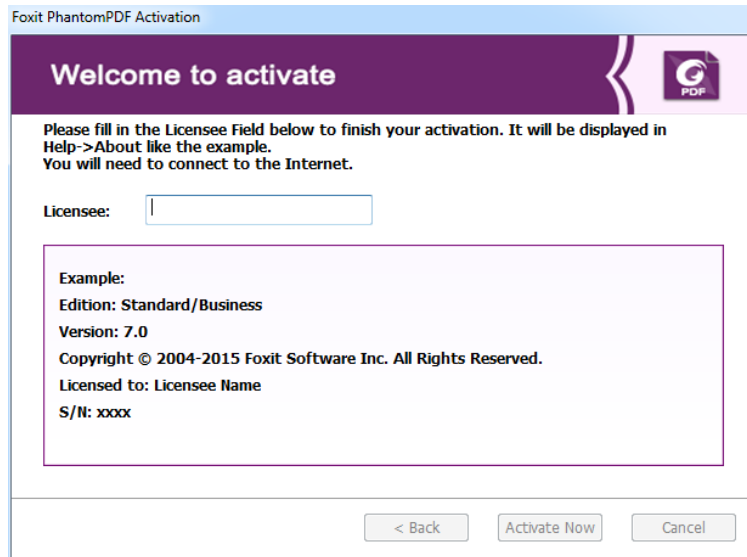 Foxit PhantomPDF Activation
Welcome to activate
PDF
Please fill in the Licensee Field below to finish your activation. It will be displayed in
Help->About like the example.
You will need to connect to the Internet.
Licensee:
Example:
Edition: Standard/Business
Version: 7.0
Copyright © 2004-2015 Foxit Software Inc. All Rights Reserved.
Licensed to: Licensee Name
S/N: xxxx
< Back Activate Now Cancel